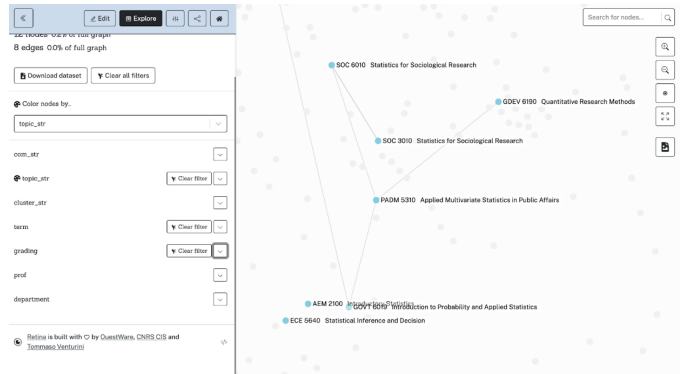 Edit
Explore
Search for nodes...
12 nodes 0.2% of full graph
8 edges 0.0% of full graph
Download dataset
Clear all filters
Color nodes by..
topic_str
com_str
topic_str
Clear filter
cluster_str
term
Clear filter
grading
Clear filter
prof
department
Retina is built with ♡ by OuestWare, CNRS CIS and
Tommaso Venturini
SOC 6010 Statistics for Sociological Research
GDEV 6190 Quantitative Research Methods
SOC 3010 Statistics for Sociological Research
PADM 5310 Applied Multivariate Statistics in Public Affairs
AEM 2100 Introductory Statistics
GOVT 6019 Introduction to Probability and Applied Statistics
ECE 5640 Statistical Inference and Decision